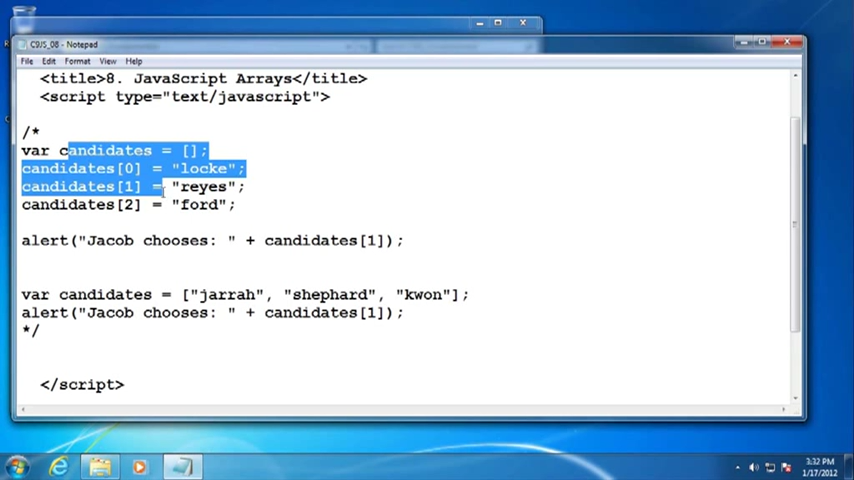 C9JS_08 - Notepad
File Edit Format View Help
<title>8. JavaScript Arrays</title>
<script type="text/javascript">
/*
var candidates = [];
candidates[0] = "locke";
candidates[1] = "reyes";
candidates[2] = "ford";
alert("Jacob chooses: " + candidates[1]);
var candidates = ["jarrah", "shephard", "kwon"];
alert("Jacob chooses: " + candidates[1]);
*/
</script>
3:32 PM
1/17/2012